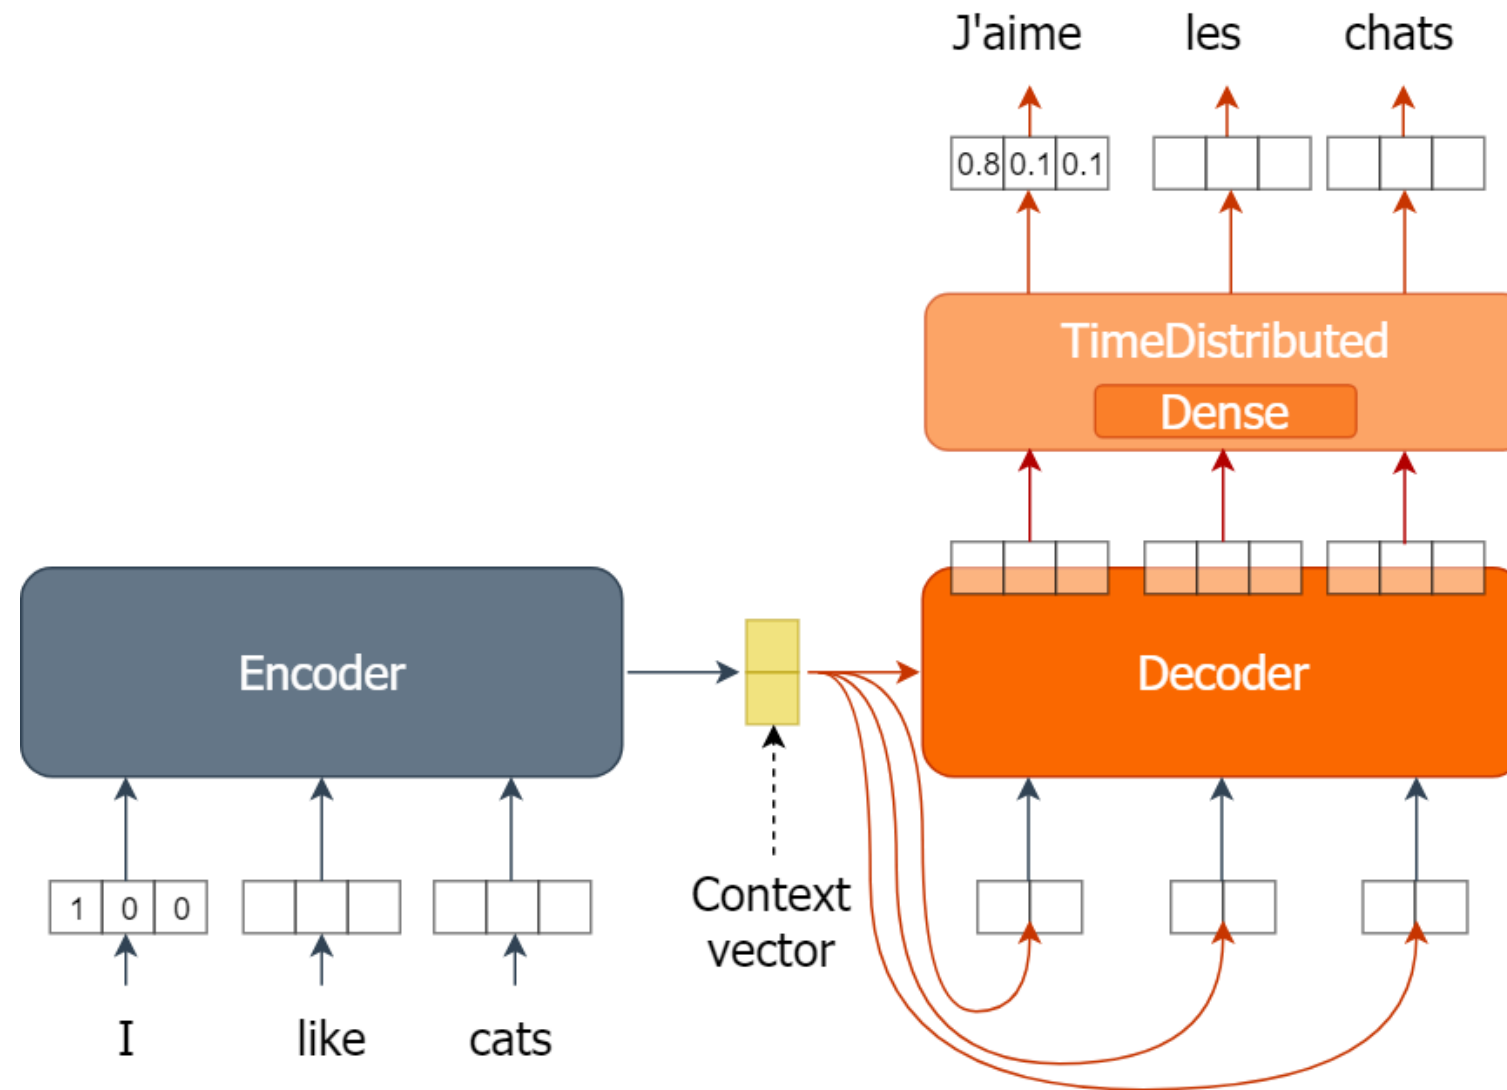 J'aime les chats
0.8 0.1 0.1
TimeDistributed
Dense
Encoder
Decoder
1 0 0
Context
vector
I like cats